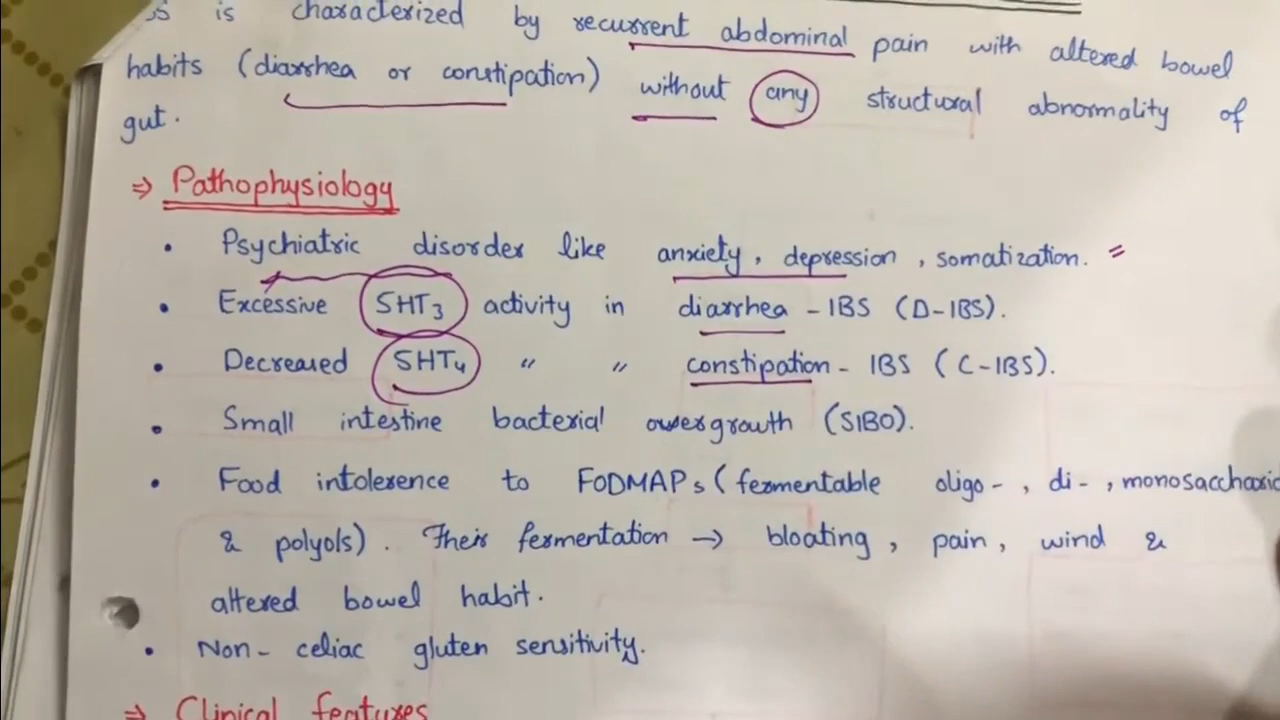 is characterized by recurrent abdominal pain with altered bowel
habits (diarrhea or constipation) without any structural abnormality of
gut.
⇒ Pathophysiology
• Psychiatric disorder like anxiety, depression, somatization. =
• Excessive 5HT3 activity in diarrhea - IBS (D-IBS).
• Decreased 5HT4 " " constipation - IBS (C-IBS).
• Small intestine bacterial overgrowth (SIBO).
• Food intolerence to FODMAPs (fermentable oligo-, di-, monosaccharid
& polyols). Their fermentation → bloating, pain, wind &
altered bowel habit.
• Non-celiac gluten sensitivity.
⇒ Clinical features